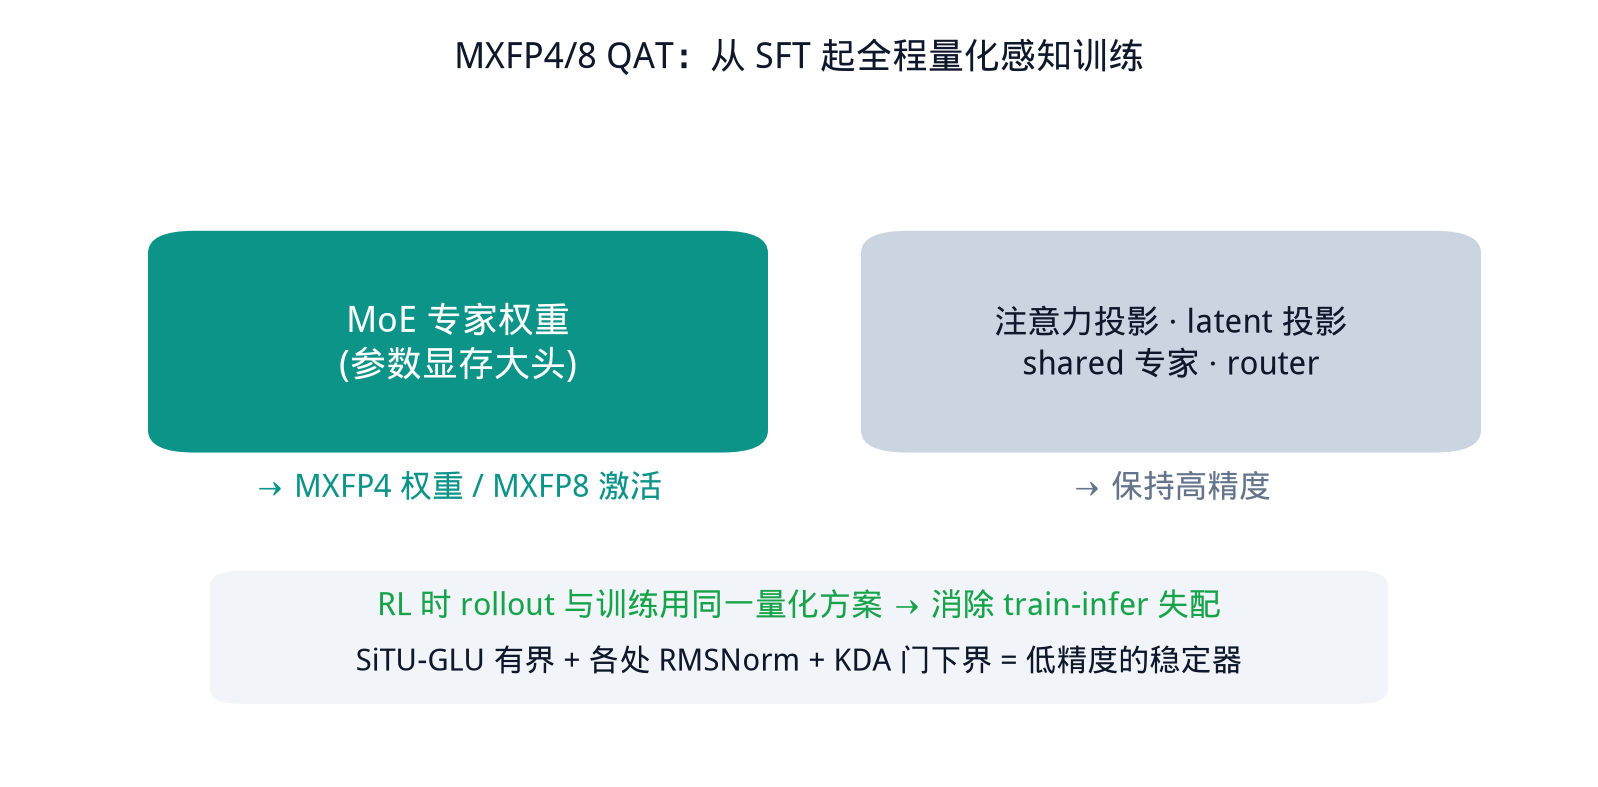 MXFP4/8 QAT：从 SFT 起全程量化感知训练
MoE 专家权重
(参数显存大头)
注意力投影 · latent 投影
shared 专家 · router
→ MXFP4 权重 / MXFP8 激活
→ 保持高精度
RL 时 rollout 与训练用同一量化方案 → 消除 train-infer 失配
SiTU-GLU 有界 + 各处 RMSNorm + KDA 门下界 = 低精度的稳定器